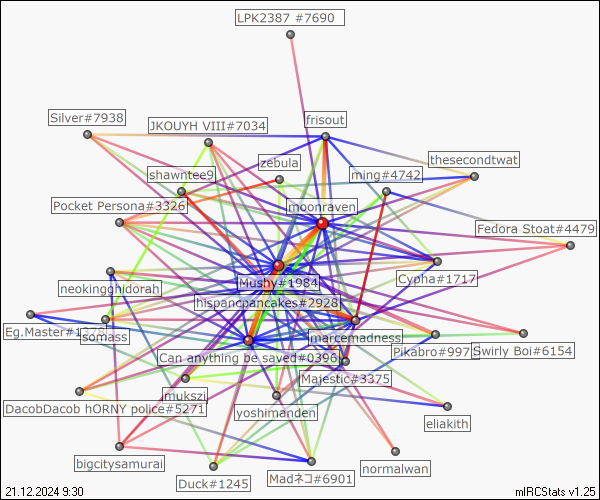 LPK2387 #7690
Silver#7938
JKOUYH VIII#7034
frisout
zebula
ming#4742
thesecondtwat
shawntee9
Pocket Persona#3326
moonraven
Fedora Stoat#4479
Mushy#1984
Cypha#1717
neokingghidorah
hispancpancakes#2928
Eg.Master#1378
somass
marcemadness
Can anything be saved#0396
Pikabro#997
Swirly Boi#6154
Majestic#3375
mukszi
DacobDacob hORNY police#5271
yoshimanden
eliakith
bigcitysamurai
normalwan
Duck#1245
Madネコ#6901
21.12.2024 9:30
mIRCStats v1.25